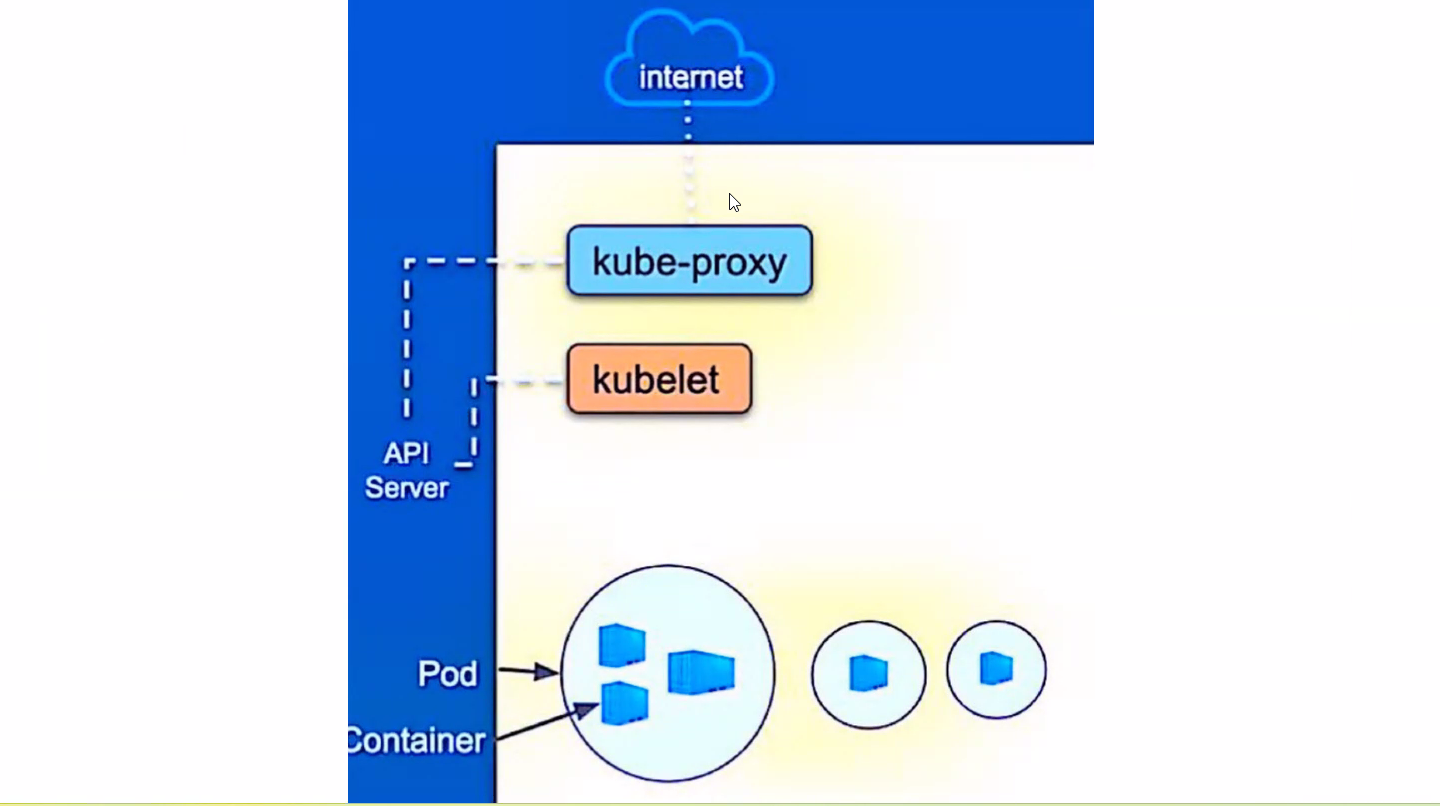 internet
kube-proxy
kubelet
API
Server
Pod
Container